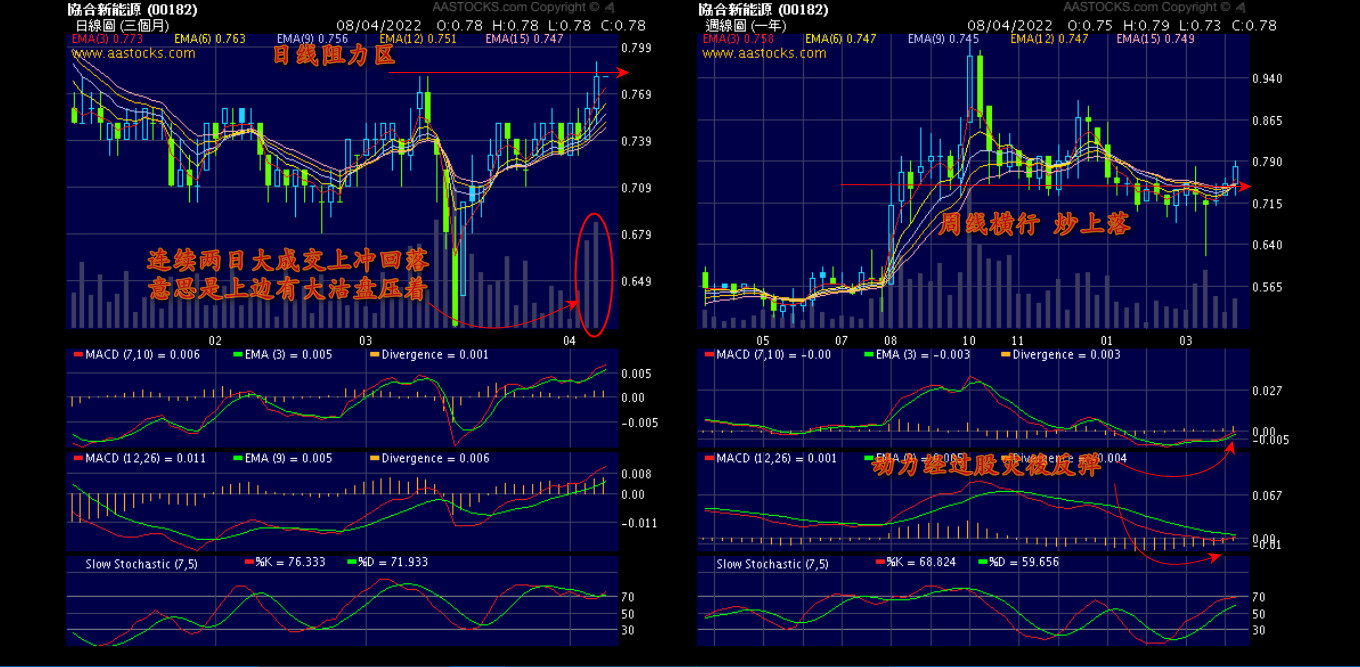 AASTOCKS.com Copyright ©
協合新能源 (00182)
日線圖 (三個月) 08/04/2022 O:0.78 H:0.78 L:0.78 C:0.78
EMA(3) 0.773 EMA(6) 0.763 EMA(9) 0.756 EMA(12) 0.751 EMA(15) 0.747
www.aastocks.com
日线阻力区
0.799
0.769
0.739
0.709
0.679
0.649
连续两日大成交上冲回落
意思是上边有大沽盘压着
02 03 04
MACD (7,10) = 0.006 EMA (3) = 0.005 Divergence = 0.001
0.005
0.00
-0.005
MACD (12,26) = 0.011 EMA (9) = 0.005 Divergence = 0.006
0.008
0.00
-0.011
Slow Stochastic (7,5) %K = 76.333 %D = 71.933
70
50
30
AASTOCKS.com Copyright ©
協合新能源 (00182)
週線圖 (一年) 08/04/2022 O:0.75 H:0.79 L:0.73 C:0.78
EMA(3) 0.758 EMA(6) 0.747 EMA(9) 0.745 EMA(12) 0.747 EMA(15) 0.749
www.aastocks.com
0.940
0.865
0.790
0.715
0.640
0.565
周线横行 炒上落
05 07 08 10 11 01 03
MACD (7,10) = -0.00 EMA (3) = -0.003 Divergence = 0.003
0.027
0.00
-0.005
MACD (12,26) = 0.001
动力经过股灾后反弹
0.067
0.00
-0.01
Slow Stochastic (7,5) %K = 68.824 %D = 59.656
70
50
30